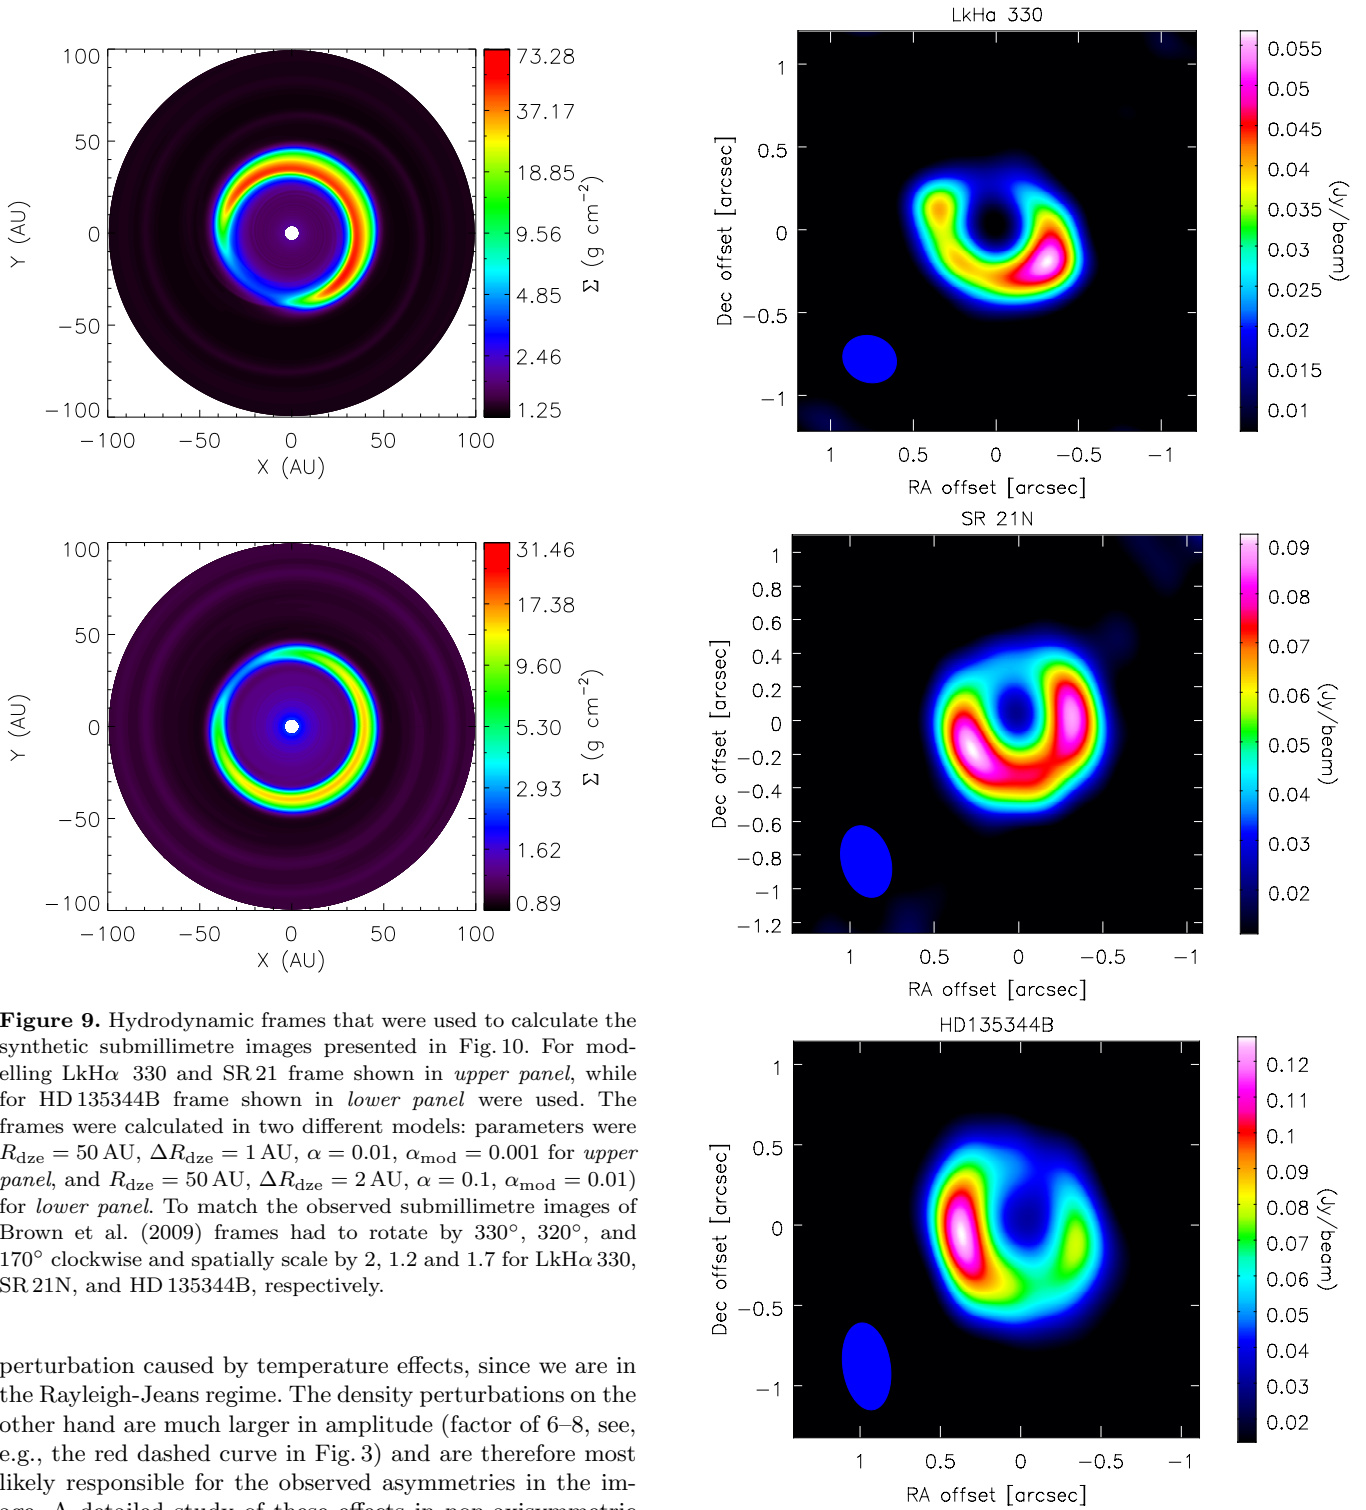 100
50
0
−50
−100
Y (AU)
−100 −50 0 50 100
X (AU)
73.28
37.17
18.85
9.56
4.85
2.46
1.25
Σ (g cm−2)
100
50
0
−50
−100
Y (AU)
−100 −50 0 50 100
X (AU)
31.46
17.38
9.60
5.30
2.93
1.62
0.89
Σ (g cm−2)
Figure 9. Hydrodynamic frames that were used to calculate the
synthetic submillimetre images presented in Fig. 10. For mod-
elling LkHα 330 and SR 21 frame shown in upper panel, while
for HD 135344B frame shown in lower panel were used. The
frames were calculated in two different models: parameters were
Rdze = 50 AU, ΔRdze = 1 AU, α = 0.01, αmod = 0.001 for upper
panel, and Rdze = 50 AU, ΔRdze = 2 AU, α = 0.1, αmod = 0.01)
for lower panel. To match the observed submillimetre images of
Brown et al. (2009) frames had to rotate by 330°, 320°, and
170° clockwise and spatially scale by 2, 1.2 and 1.7 for LkHα 330,
SR 21N, and HD 135344B, respectively.
perturbation caused by temperature effects, since we are in
the Rayleigh-Jeans regime. The density perturbations on the
other hand are much larger in amplitude (factor of 6–8, see,
e.g., the red dashed curve in Fig. 3) and are therefore most
likely responsible for the observed asymmetries in the im-
age. A detailed study of these effects in non-axisymmetric
LkHa 330
1
0.5
0
−0.5
−1
Dec offset [arcsec]
1 0.5 0 −0.5 −1
RA offset [arcsec]
0.055
0.05
0.045
0.04
0.035
0.03
0.025
0.02
0.015
0.01
(Jy/beam)
SR 21N
1
0.8
0.6
0.4
0.2
0
−0.2
−0.4
−0.6
−0.8
−1
−1.2
Dec offset [arcsec]
1 0.5 0 −0.5 −1
RA offset [arcsec]
0.09
0.08
0.07
0.06
0.05
0.04
0.03
0.02
(Jy/beam)
HD135344B
1
0.5
0
−0.5
−1
Dec offset [arcsec]
1 0.5 0 −0.5 −1
RA offset [arcsec]
0.12
0.11
0.1
0.09
0.08
0.07
0.06
0.05
0.04
0.03
0.02
(Jy/beam)